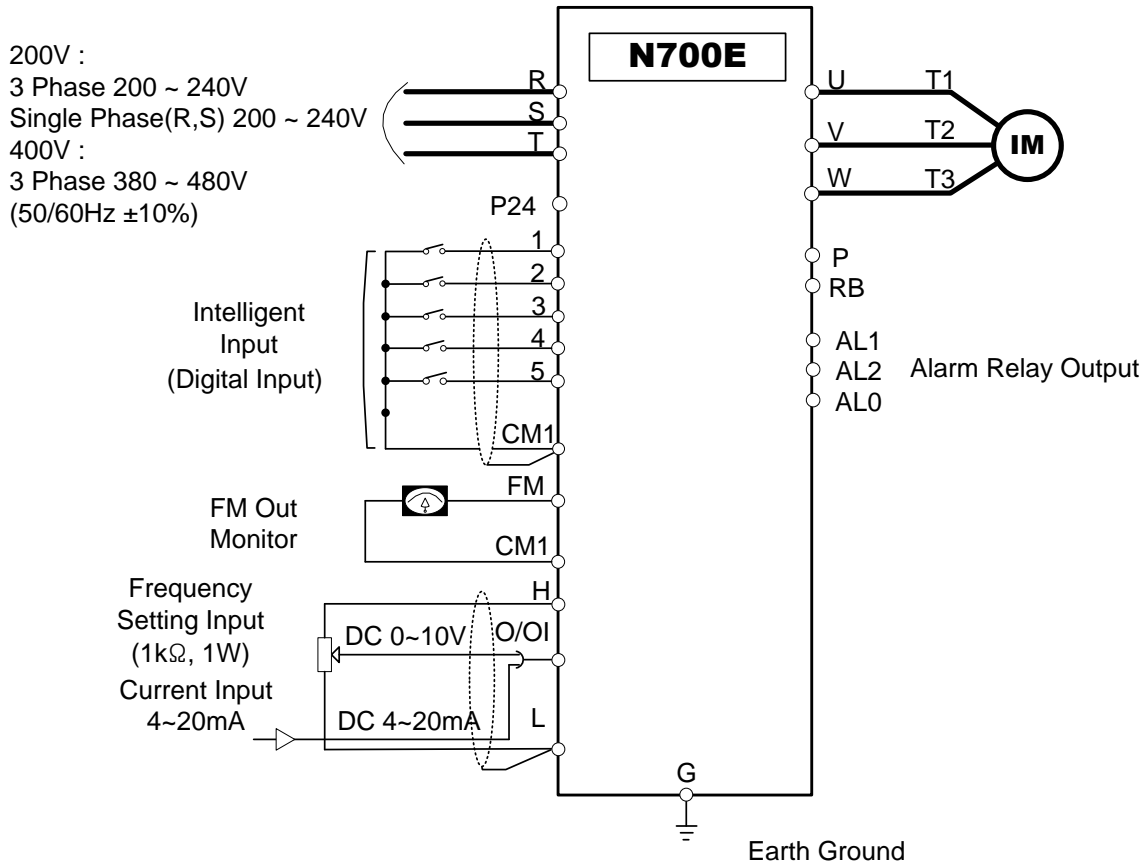 N700E
200V :
3 Phase 200 ~ 240V
Single Phase(R,S) 200 ~ 240V
400V :
3 Phase 380 ~ 480V
(50/60Hz ±10%)
R
S
T
P24
1
2
3
4
5
CM1
Intelligent
Input
(Digital Input)
FM
FM Out
Monitor
CM1
Frequency
Setting Input
(1kΩ, 1W)
H
DC 0~10V
O/OI
Current Input
4~20mA
DC 4~20mA
L
U
T1
V
T2
W
T3
IM
P
RB
AL1
AL2
AL0
Alarm Relay Output
G
Earth Ground